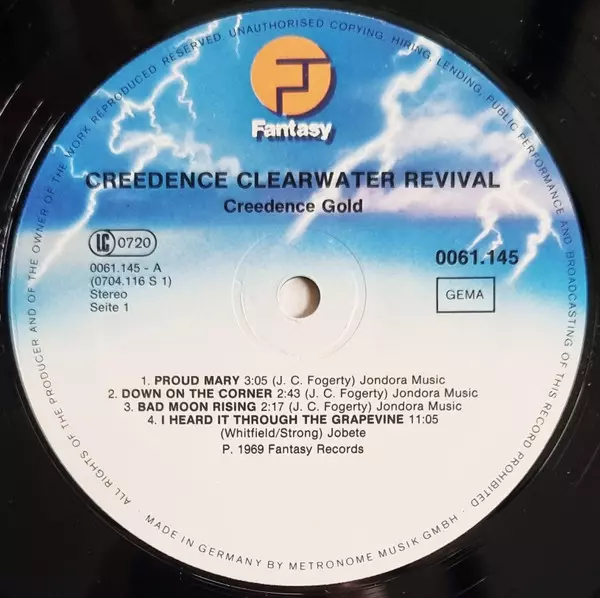 ALL RIGHTS OF THE PRODUCER AND OF THE OWNER OF THE WORK REPRODUCED RESERVED UNAUTHORISED COPYING, HIRING, LENDING, PUBLIC PERFORMANCE AND BROADCASTING OF THIS RECORD PROHIBITED
Fantasy
CREEDENCE CLEARWATER REVIVAL
Creedence Gold
LC 0720
0061.145 - A
(0704.116 S 1)
Stereo
Seite 1
0061.145
GEMA
1. PROUD MARY 3:05 (J. C. Fogerty) Jondora Music
2. DOWN ON THE CORNER 2:43 (J. C. Fogerty) Jondora Music
3. BAD MOON RISING 2:17 (J. C. Fogerty) Jondora Music
4. I HEARD IT THROUGH THE GRAPEVINE 11:05
(Whitfield/Strong) Jobete
P. 1969 Fantasy Records
· MADE IN GERMANY BY METRONOME MUSIK GMBH ·